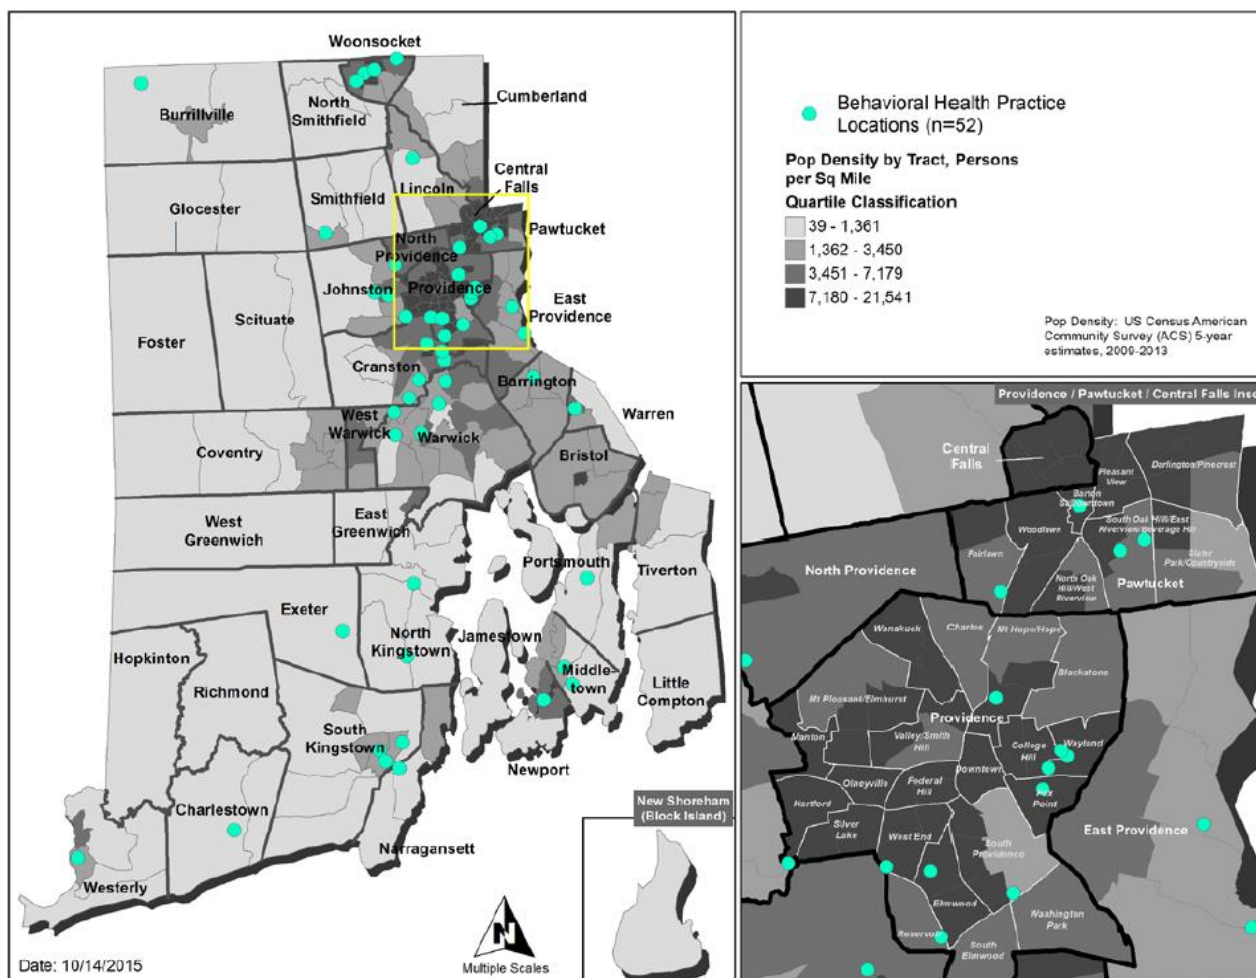 Woonsocket
Cumberland
Burrillville
North
Smithfield
Central
Falls
Lincoln
Smithfield
Glocester
Pawtucket
North
Providence
Johnston
Providence
East
Providence
Scituate
Foster
Cranston
Barrington
Warren
West
Warwick
Warwick
Coventry
Bristol
East
Greenwich
West
Greenwich
Portsmouth
Tiverton
Exeter
North
Kingstown
Jamestown
Hopkinton
Middle-
town
Richmond
Little
Compton
South
Kingstown
Newport
Charlestown
Narragansett
Westerly
New Shoreham
(Block Island)
N
Multiple Scales
Date: 10/14/2015
Behavioral Health Practice
Locations (n=52)
Pop Density by Tract, Persons
per Sq Mile
Quartile Classification
39 - 1,361
1,362 - 3,450
3,451 - 7,179
7,180 - 21,541
Pop Density: US Census American
Community Survey (ACS) 5-year
estimates, 2009-2013
Providence / Pawtucket / Central Falls Inse
Central
Falls
Pleasant
View
Darlington/Pinecrest
Woodlawn
South Oak Hill/East
Riverview/Beverage Hill
Fairlawn
Slater
Park/Countryside
North Providence
North Oak
Hill/West
Riverview
Pawtucket
Wanskuck
Charles
Mt Hope/Hope
Blackstone
Mt Pleasant/Elmhurst
Providence
Manton
Valley/Smith
Hill
College
Hill
Wayland
Downtown
Olneyville
Federal
Hill
Fox
Point
Hartford
Silver
Lake
West End
South
Providence
East Providence
Elmwood
Washington
Park
Reservoir
South
Elmwood